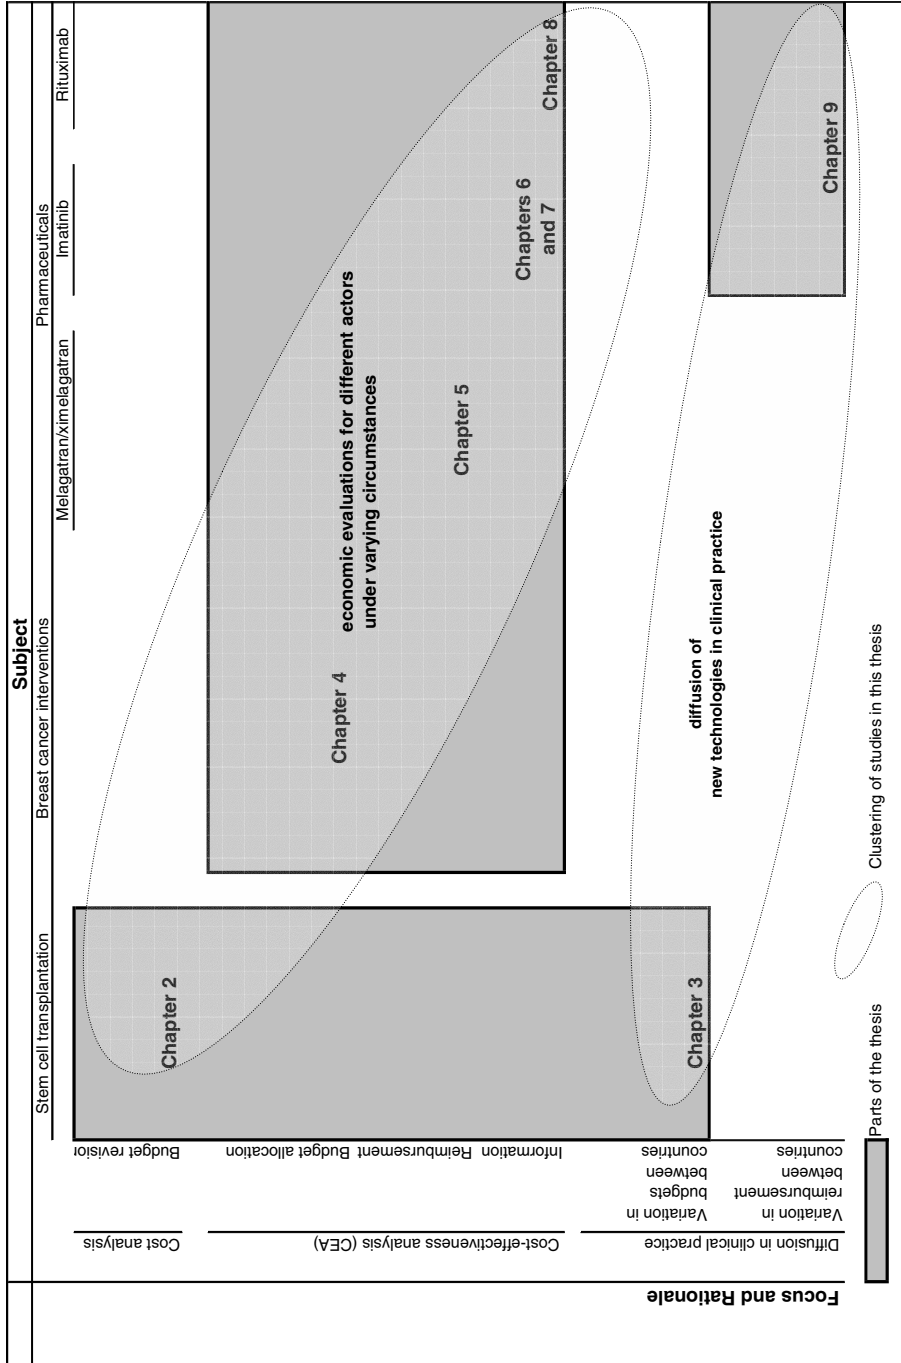 Subject
Stem cell transplantation
Breast cancer interventions
Pharmaceuticals
Melagatran/ximelagatran
Imatinib
Rituximab
Focus and Rationale
Cost analysis
Budget revision
Cost-effectiveness analysis (CEA)
Budget allocation
Reimbursement
Information
Diffusion in clinical practice
Variation in
budgets
between
countries
Variation in
reimbursement
between
countries
Chapter 2
Chapter 4
economic evaluations for different actors
under varying circumstances
Chapter 5
Chapters 6
and 7
Chapter 8
Chapter 3
diffusion of
new technologies in clinical practice
Chapter 9
Parts of the thesis
Clustering of studies in this thesis